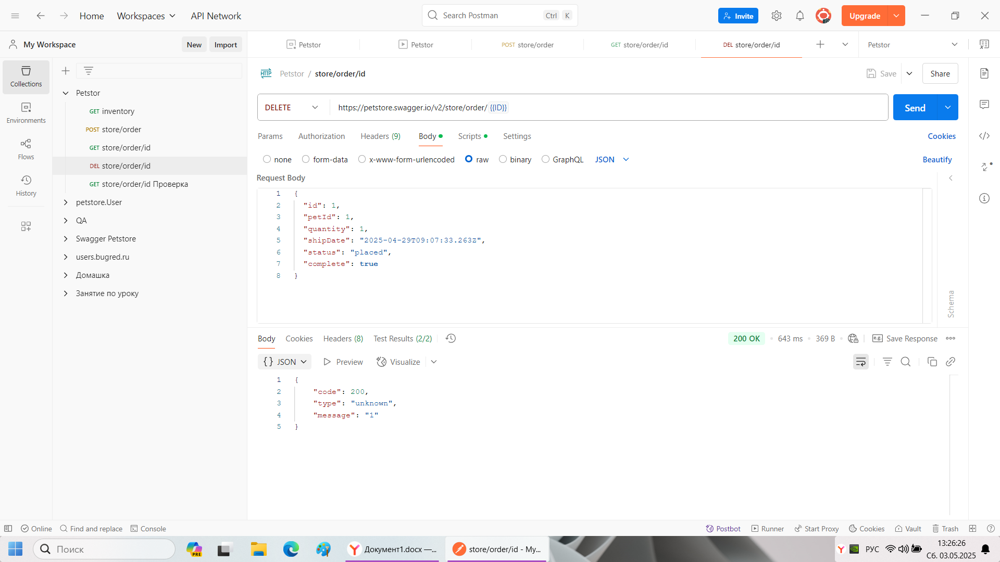 Home Workspaces API Network Search Postman Ctrl K Invite Upgrade
My Workspace New Import Petstor Petstor POST store/order GET store/order/id DEL store/order/id Petstor
Collections
Environments
Flows
History
Petstor
GET inventory
POST store/order
GET store/order/id
DEL store/order/id
GET store/order/id Проверка
petstore.User
QA
Swagger Petstore
users.bugred.ru
Домашка
Занятие по уроку
HTTP Petstor / store/order/id Save Share
DELETE https://petstore.swagger.io/v2/store/order/ {{ID}} Send
Params Authorization Headers (9) Body Scripts Settings Cookies
none form-data x-www-form-urlencoded raw binary GraphQL JSON Beautify
Request Body
1 {
2 "id": 1,
3 "petId": 1,
4 "quantity": 1,
5 "shipDate": "2025-04-29T09:07:33.263Z",
6 "status": "placed",
7 "complete": true
8 }
Schema
Body Cookies Headers (8) Test Results (2/2) 200 OK 643 ms 369 B e.g. Save Response
{} JSON Preview Visualize
1 {
2 "code": 200,
3 "type": "unknown",
4 "message": "1"
5 }
Online Find and replace Console Postbot Runner Start Proxy Cookies Vault Trash
Поиск PRE Документ1.docx —... store/order/id - My... РУС 13:26:26
Сб. 03.05.2025